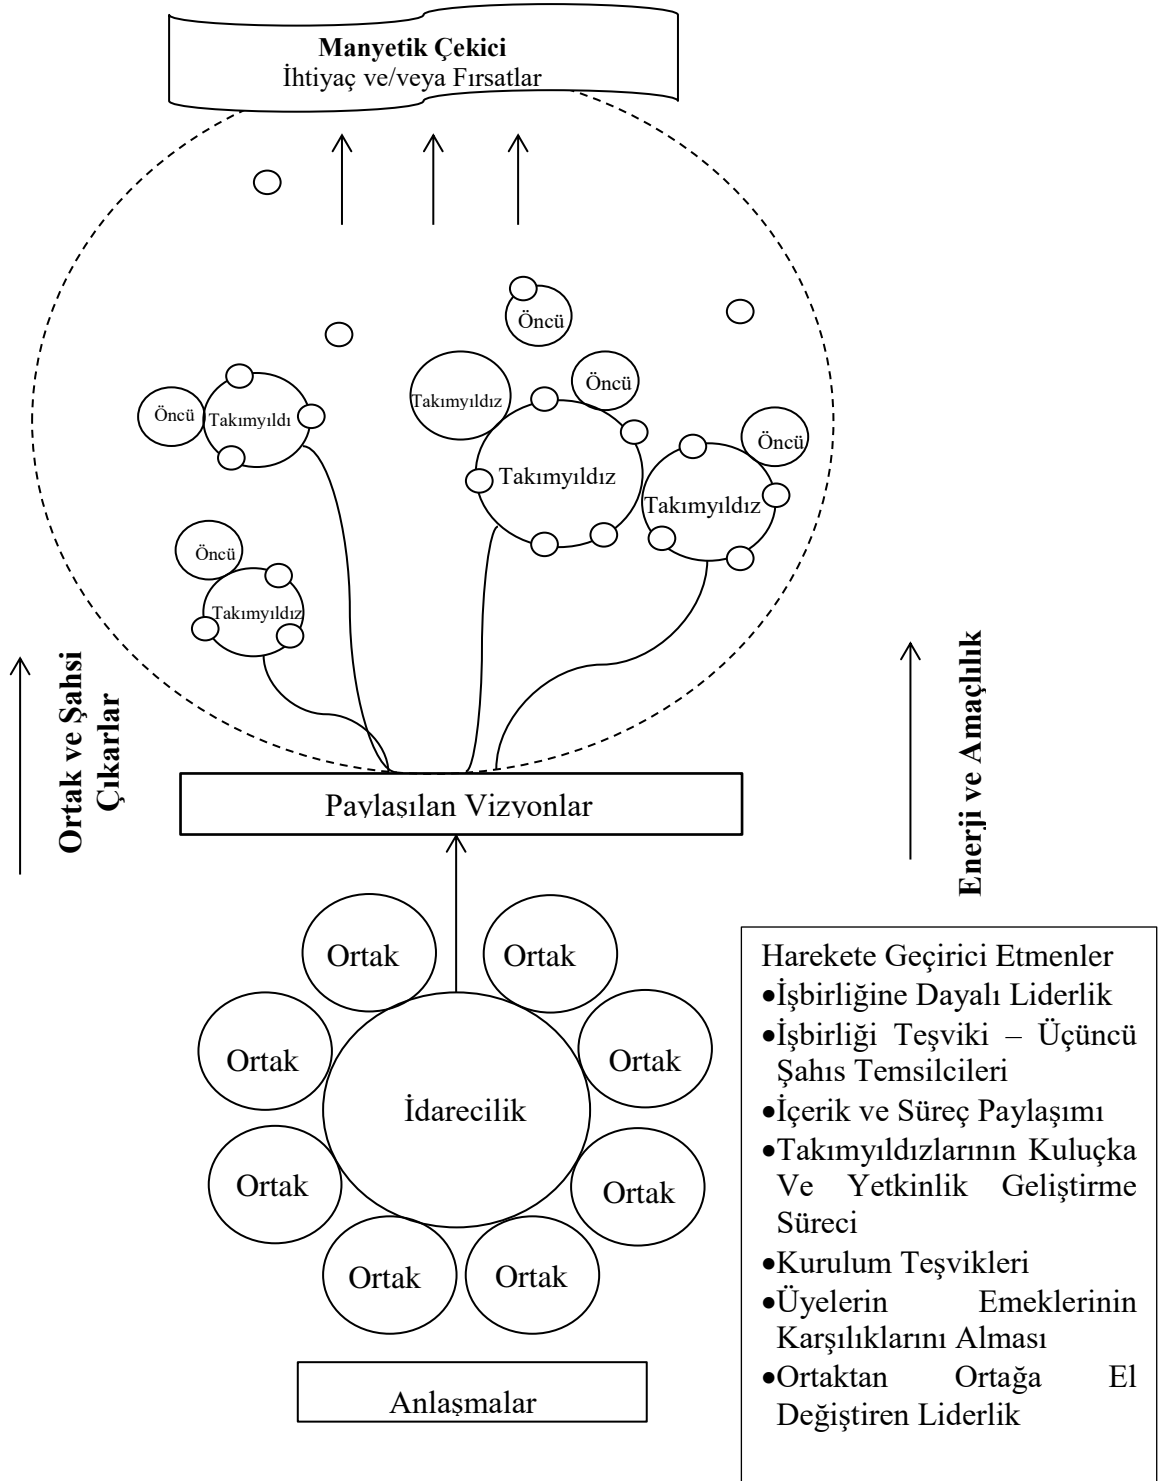 Manyetik Çekici
İhtiyaç ve/veya Fırsatlar
Öncü
Öncü
Takımyıldız
Öncü
Takımyıldı
Öncü
Takımyıldız
Takımyıldız
Öncü
Takımyıldız
Ortak ve Şahsi
Çıkarlar
Enerji ve Amaçlılık
Paylaşılan Vizyonlar
Ortak
Ortak
Ortak
Ortak
İdarecilik
Ortak
Ortak
Ortak
Ortak
Anlaşmalar
Harekete Geçirici Etmenler
•İşbirliğine Dayalı Liderlik
•İşbirliği Teşviki – Üçüncü
Şahıs Temsilcileri
•İçerik ve Süreç Paylaşımı
•Takımyıldızlarının Kuluçka
Ve Yetkinlik Geliştirme
Süreci
•Kurulum Teşvikleri
•Üyelerin Emeklerinin
Karşılıklarını Alması
•Ortaktan Ortağa El
Değiştiren Liderlik